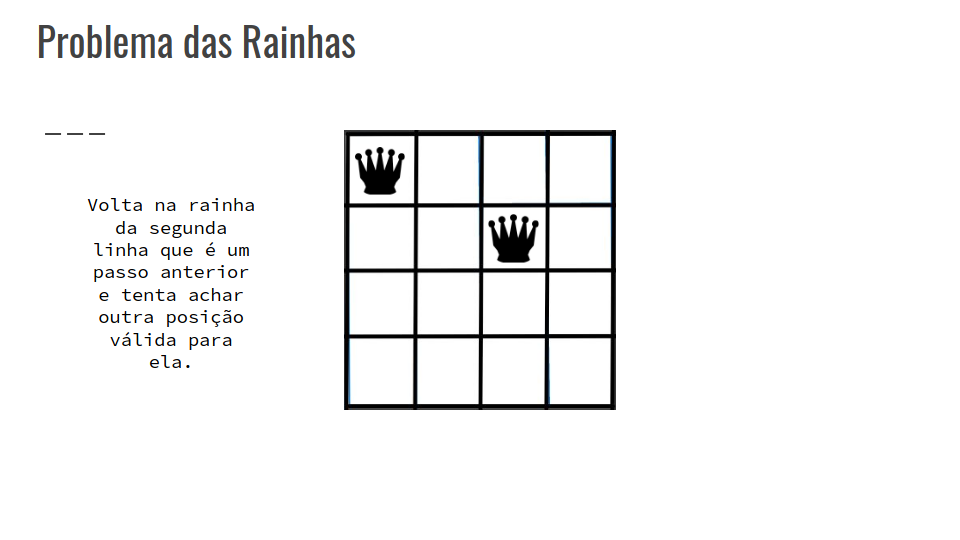 Problema das Rainhas
Volta na rainha
da segunda
linha que é um
passo anterior
e tenta achar
outra posição
válida para
ela.